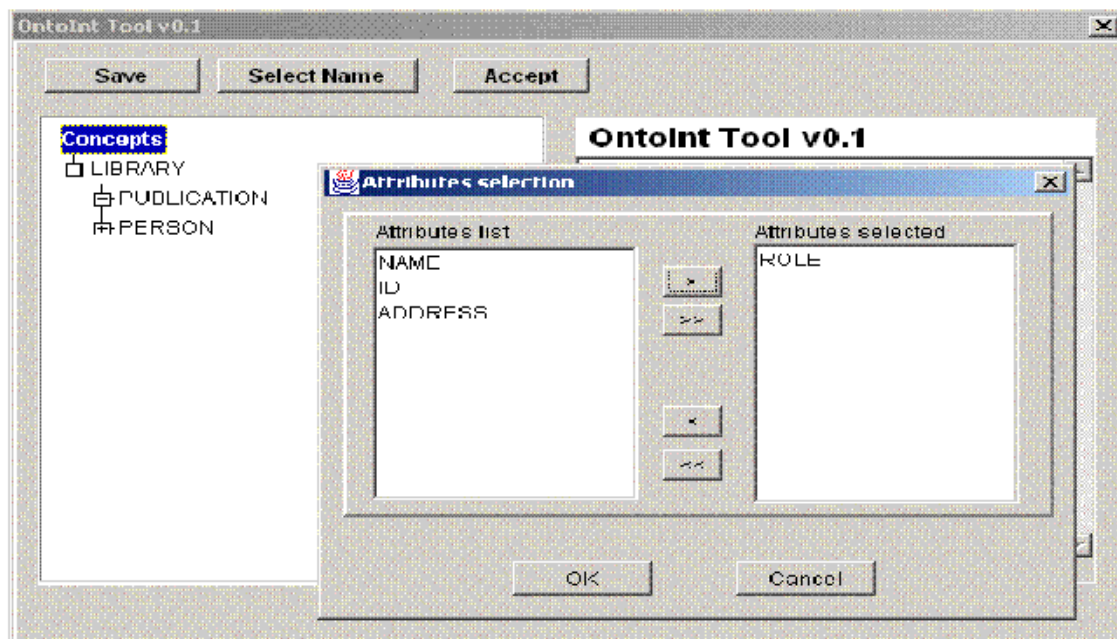 OntoInt Tool v0.1
Save Select Name Accept
Concepts
LIBRARY
PUBLICATION
PERSON
OntoInt Tool v0.1
Attributes selection
Attributes list
NAME
ID
ADDRESS
>
>>
<
<<
Attributes selected
ROLE
OK Cancel